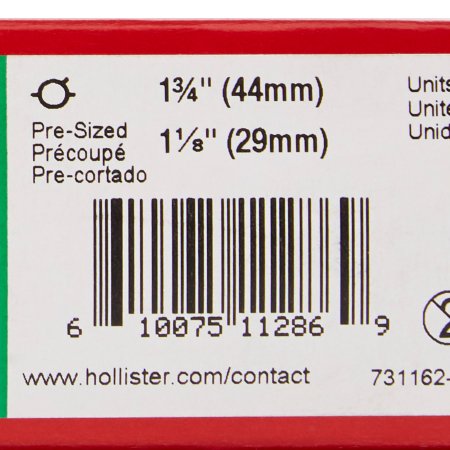 1¾" (44mm)
Pre-Sized
Précoupé
Pre-cortado
1⅛" (29mm)
Units
Unité
Unid
6 10075 11286 9
www.hollister.com/contact
731162-